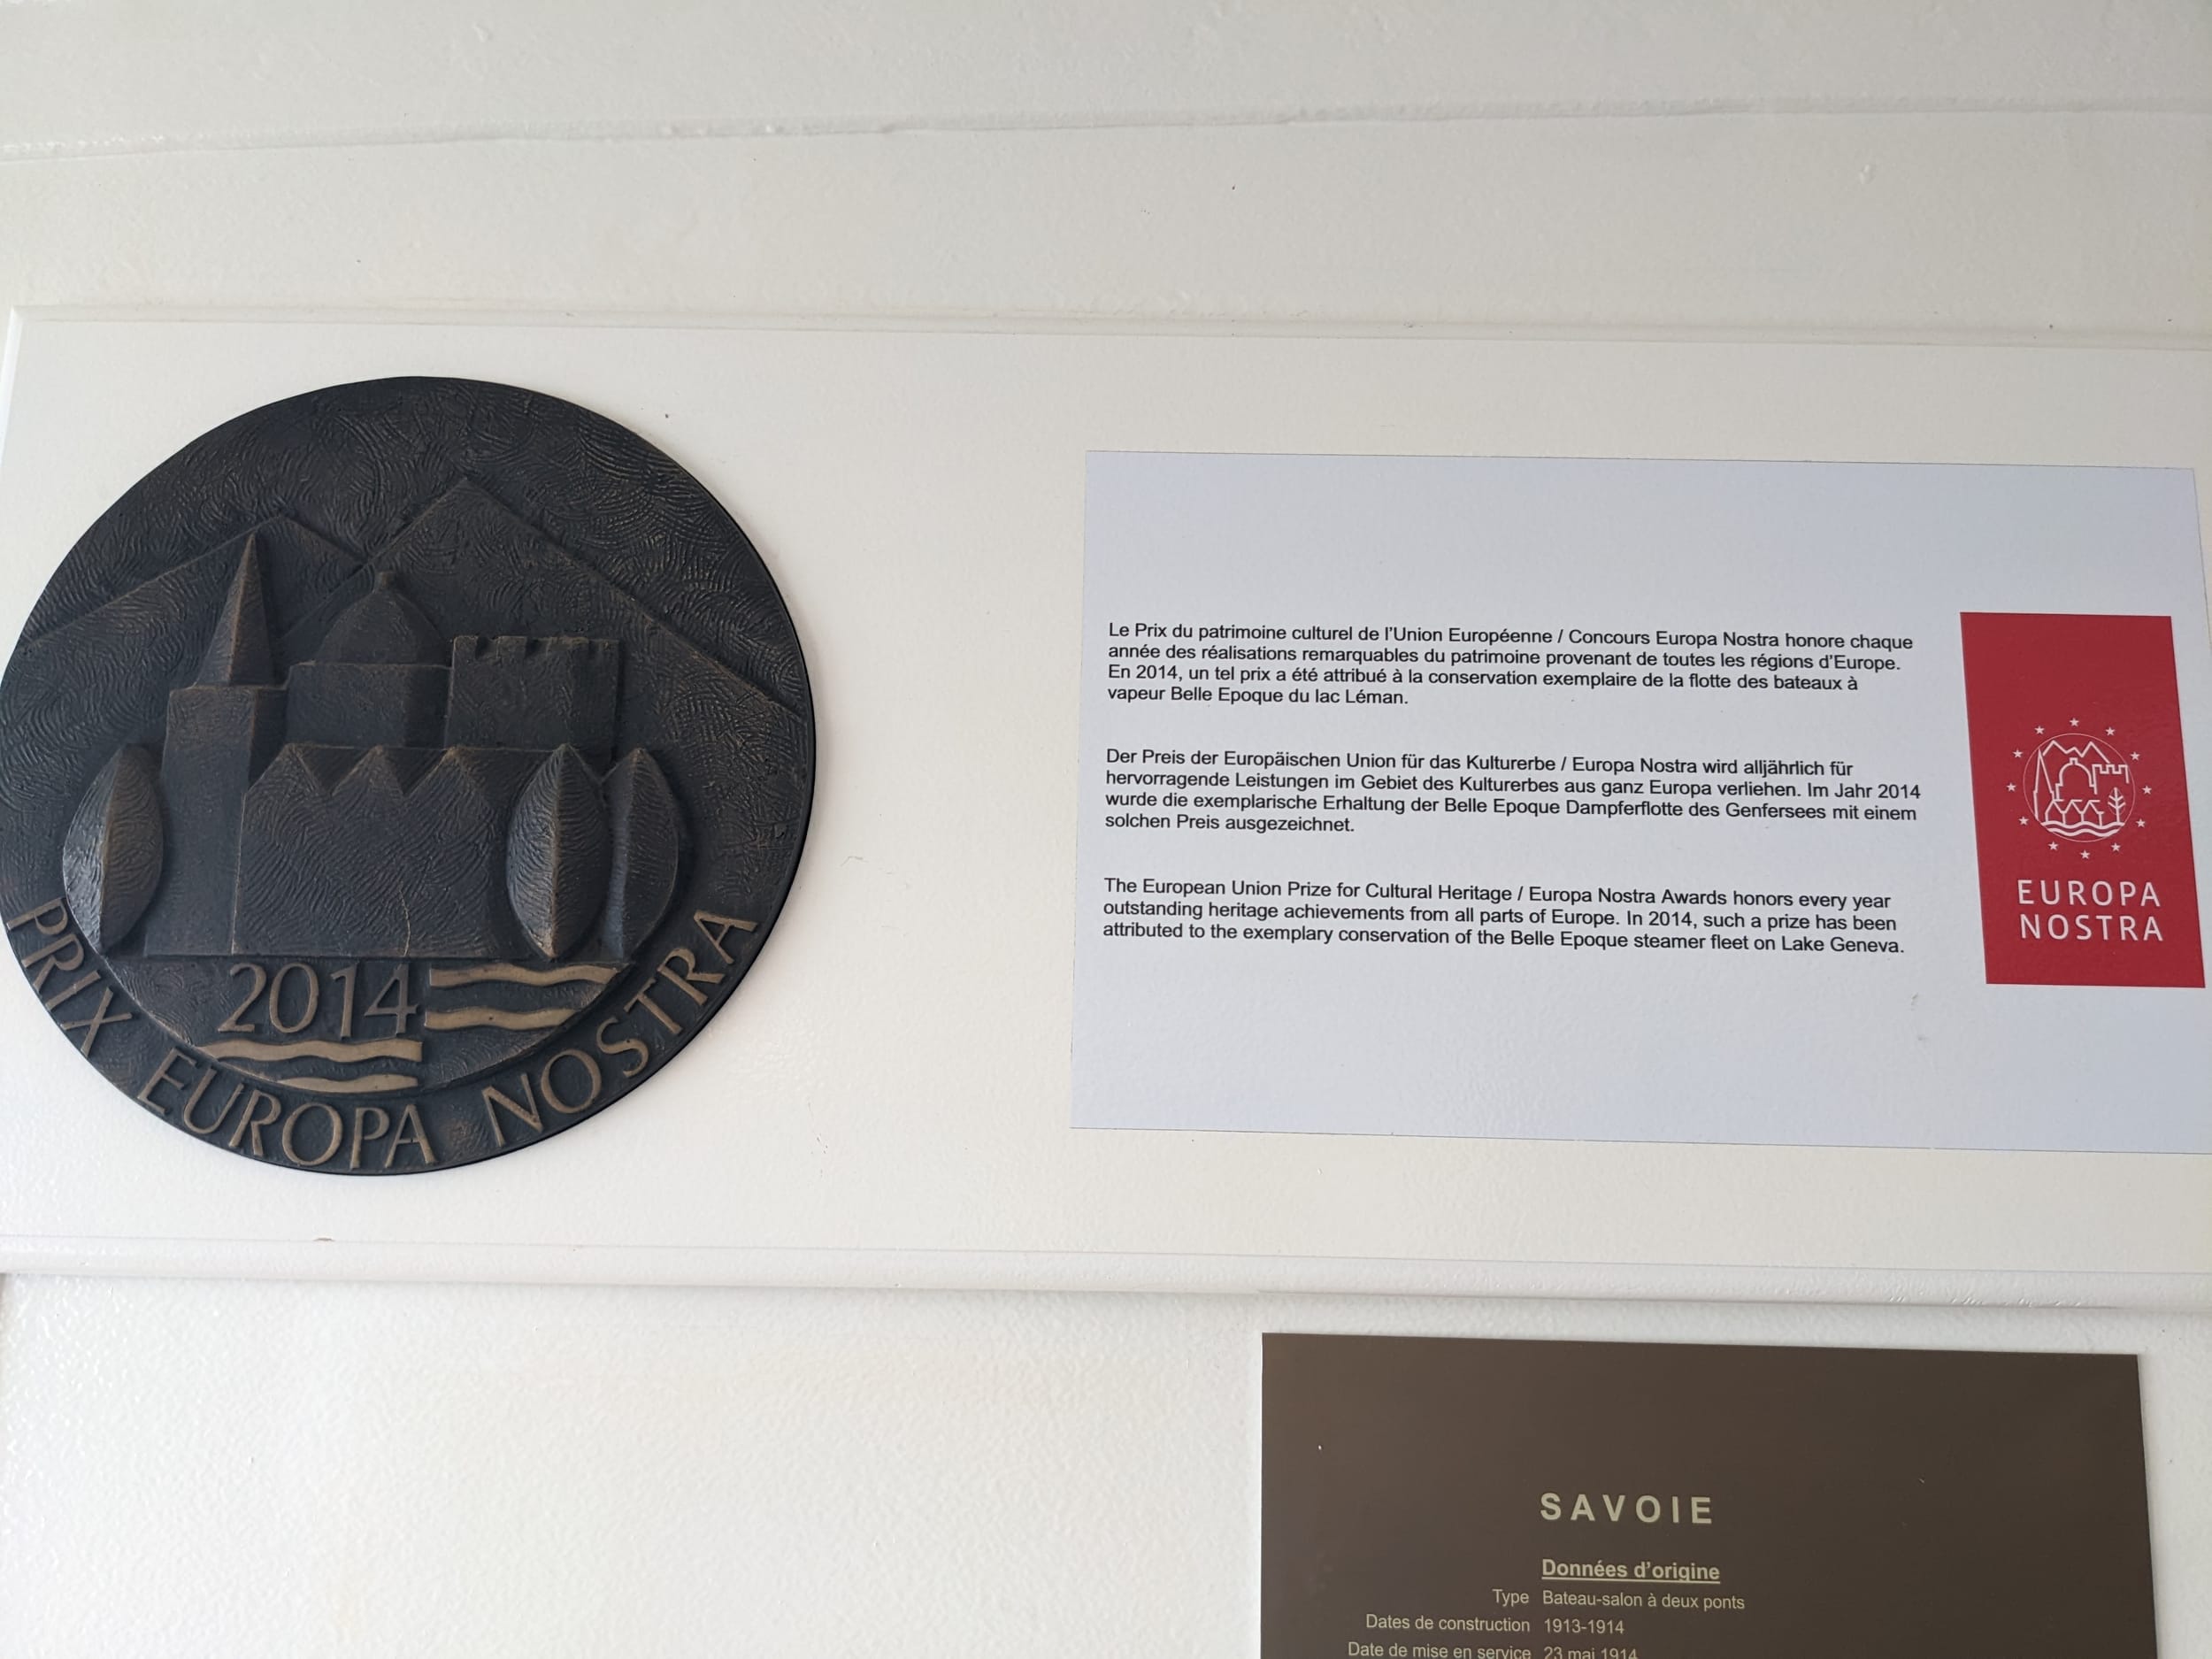 PRIX EUROPA NOSTRA
2014
Le Prix du patrimoine culturel de l'Union Européenne / Concours Europa Nostra honore chaque
année des réalisations remarquables du patrimoine provenant de toutes les régions d'Europe.
En 2014, un tel prix a été attribué à la conservation exemplaire de la flotte des bateaux à
vapeur Belle Epoque du lac Léman.
Der Preis der Europäischen Union für das Kulturerbe / Europa Nostra wird alljährlich für
hervorragende Leistungen im Gebiet des Kulturerbes aus ganz Europa verliehen. Im Jahr 2014
wurde die exemplarische Erhaltung der Belle Epoque Dampferflotte des Genfersees mit einem
solchen Preis ausgezeichnet.
The European Union Prize for Cultural Heritage / Europa Nostra Awards honors every year
outstanding heritage achievements from all parts of Europe. In 2014, such a prize has been
attributed to the exemplary conservation of the Belle Epoque steamer fleet on Lake Geneva.
EUROPA
NOSTRA
SAVOIE
Données d'origine
Type Bateau-salon à deux ponts
Dates de construction 1913-1914
Date de mise en service 23 mai 1914